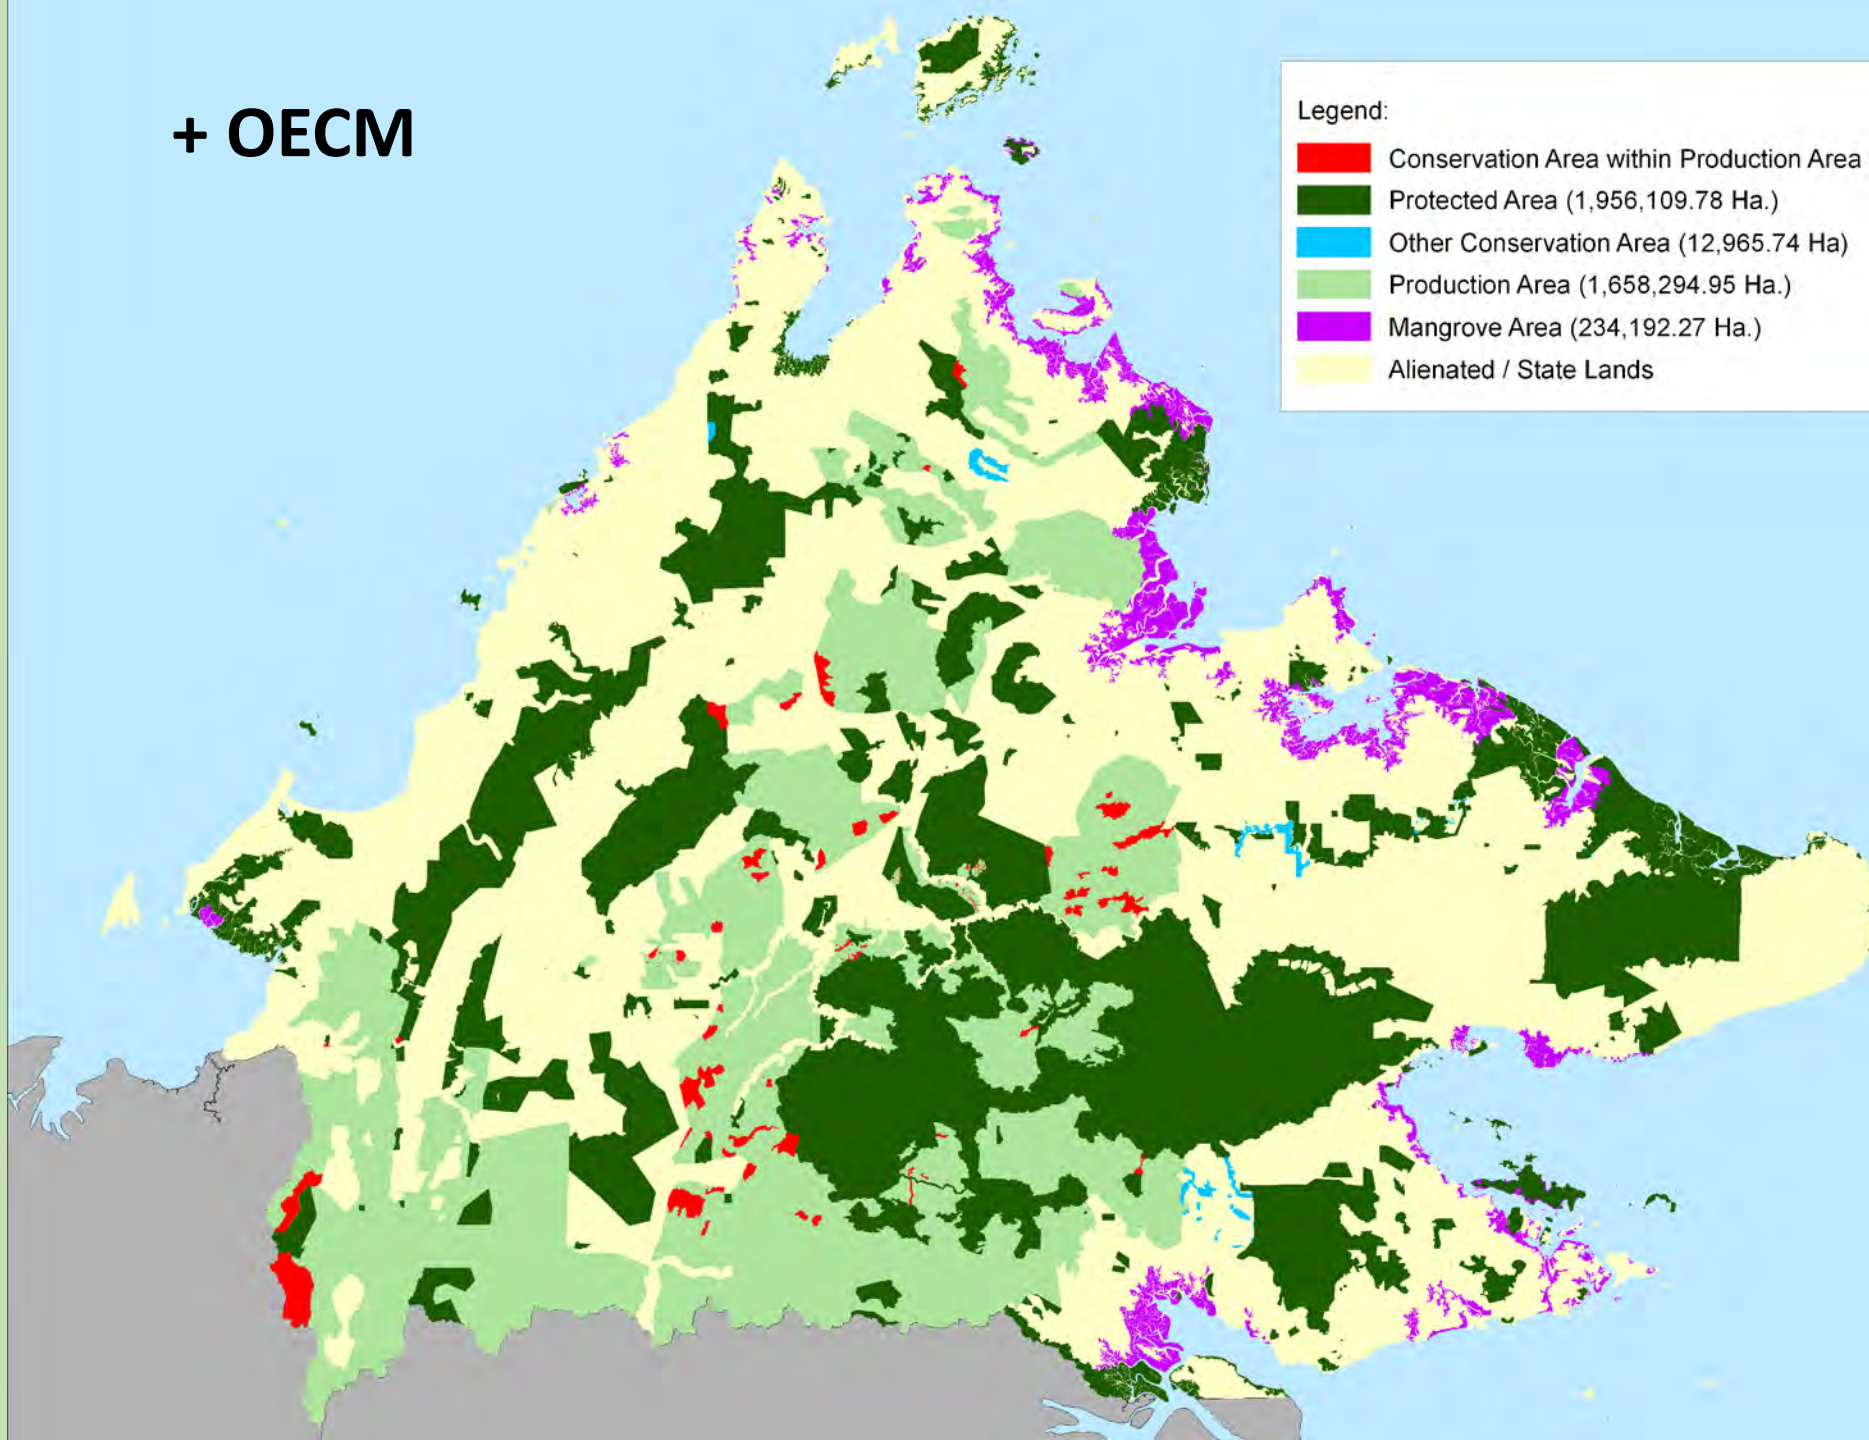 + OECM
Legend:
Conservation Area within Production Area
Protected Area (1,956,109.78 Ha.)
Other Conservation Area (12,965.74 Ha)
Production Area (1,658,294.95 Ha.)
Mangrove Area (234,192.27 Ha.)
Alienated / State Lands